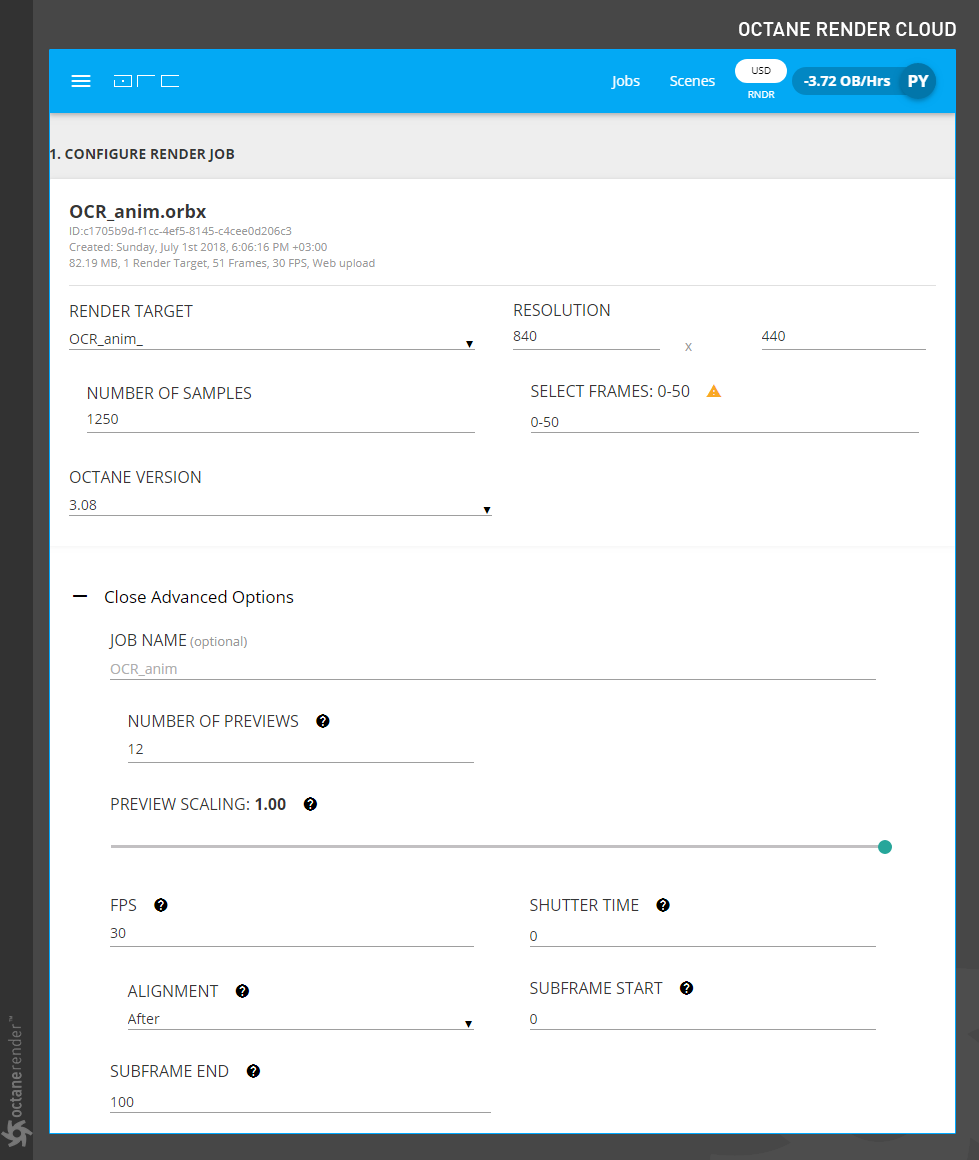 OCTANE RENDER CLOUD
Jobs
Scenes
USD
RNDR
-3.72 OB/Hrs
PY
1. CONFIGURE RENDER JOB
OCR_anim.orbx
ID:c1705b9d-f1cc-4ef5-8145-c4cee0d206c3
Created: Sunday, July 1st 2018, 6:06:16 PM +03:00
82.19 MB, 1 Render Target, 51 Frames, 30 FPS, Web upload
RENDER TARGET
OCR_anim_
RESOLUTION
840 x 440
NUMBER OF SAMPLES
1250
SELECT FRAMES: 0-50
0-50
OCTANE VERSION
3.08
Close Advanced Options
JOB NAME (optional)
OCR_anim
NUMBER OF PREVIEWS
12
PREVIEW SCALING: 1.00
FPS
30
SHUTTER TIME
0
ALIGNMENT
After
SUBFRAME START
0
SUBFRAME END
100
octanerender™